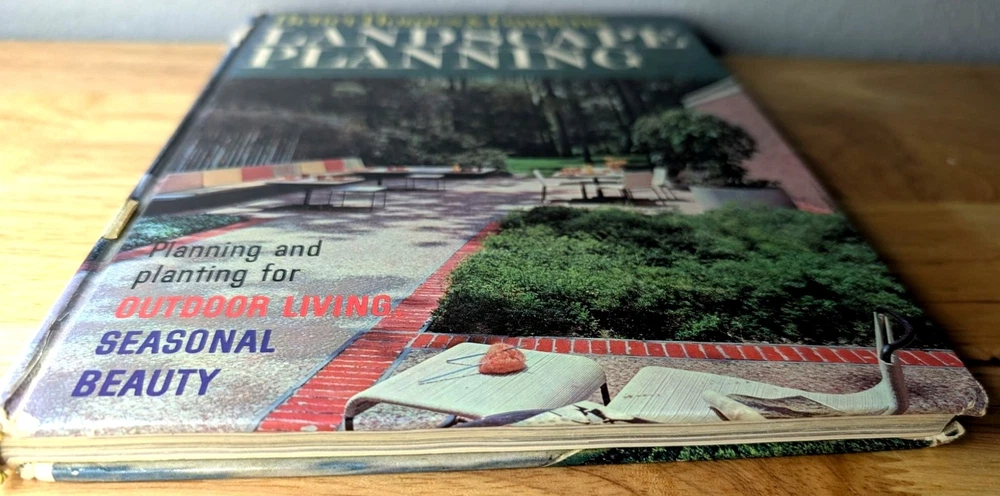 Better Homes & Gardens
LANDSCAPE
PLANNING
Planning and
planting for
OUTDOOR LIVING,
SEASONAL
BEAUTY